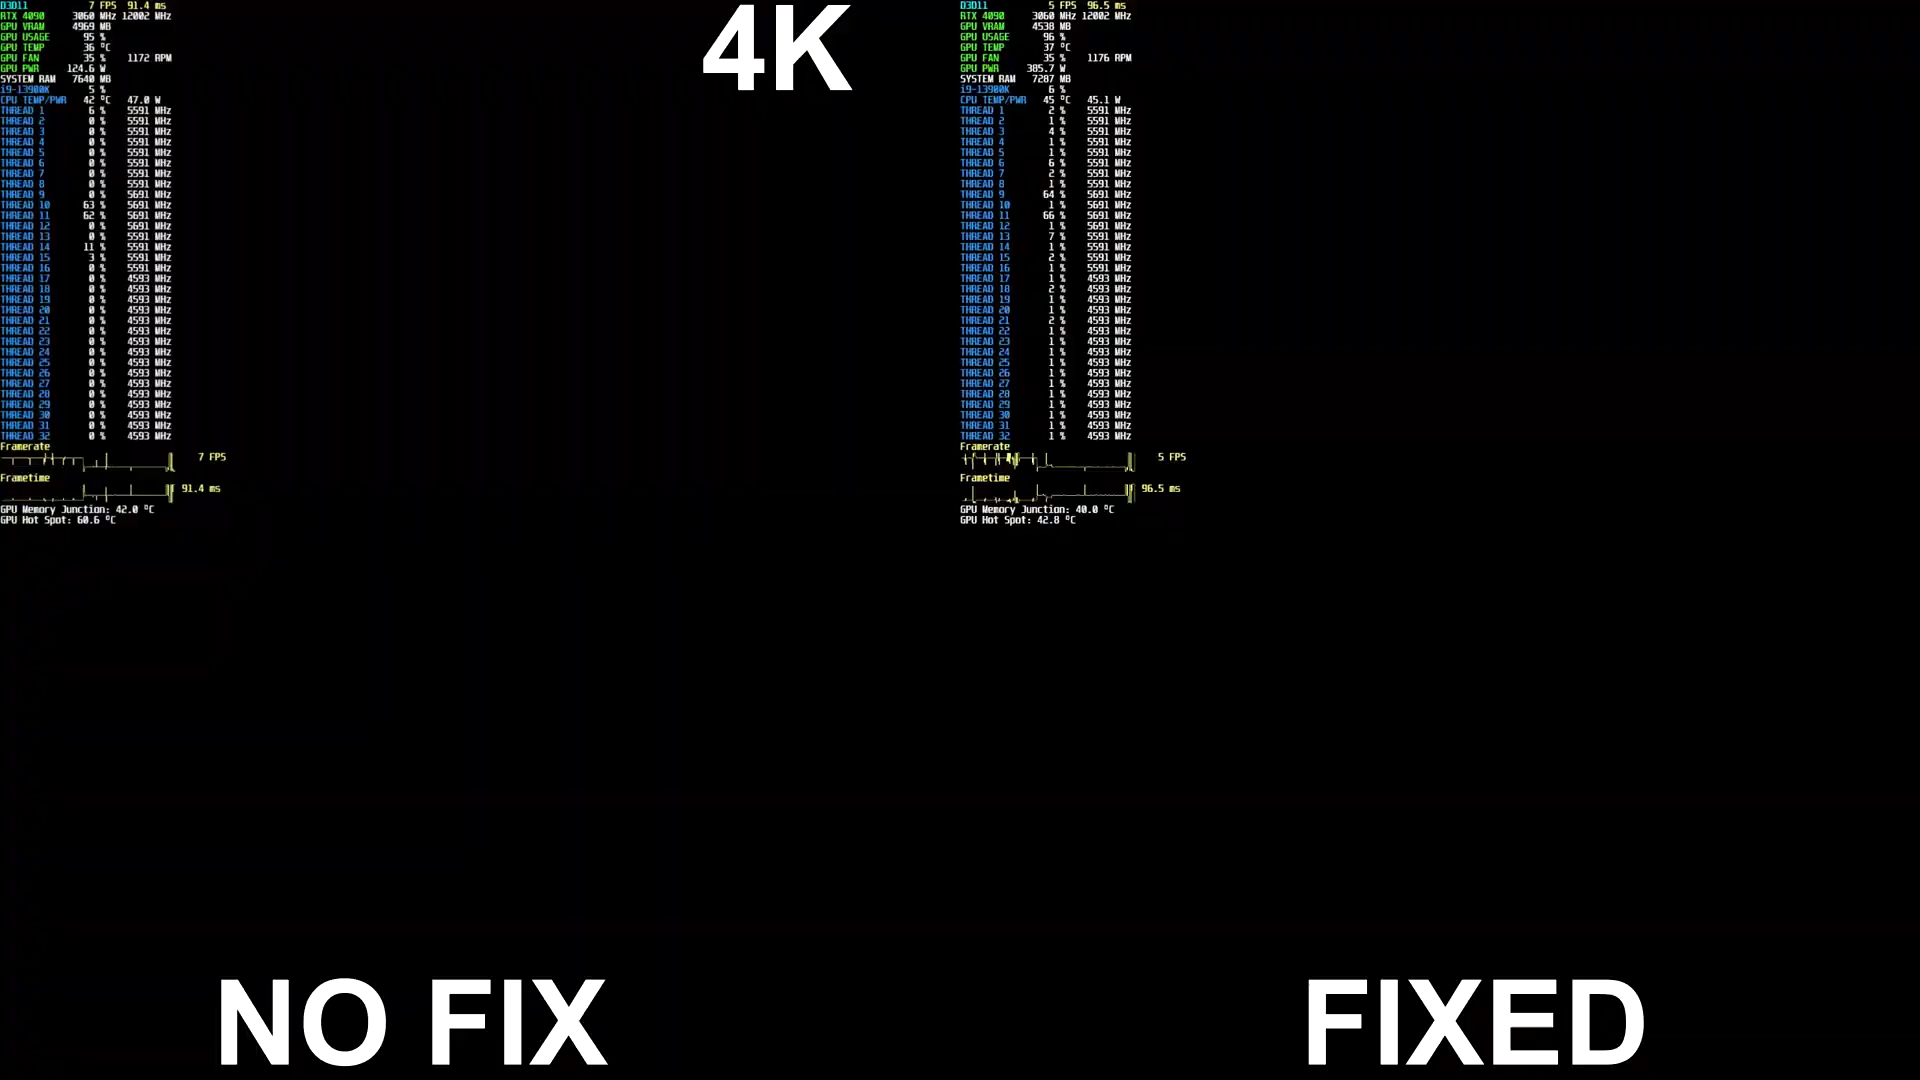 D3D11 7 FPS 91.4 ms
RTX 4090 3060 MHz 12002 MHz
GPU VRAM 4969 MB
GPU USAGE 95 %
GPU TEMP 36 °C
GPU FAN 35 % 1172 RPM
GPU PWR 124.6 W
SYSTEM RAM 7640 MB
i9-13900K 5 %
CPU TEMP/PWR 42 °C 47.0 W
THREAD 1 6 % 5591 MHz
THREAD 2 0 % 5591 MHz
THREAD 3 0 % 5591 MHz
THREAD 4 0 % 5591 MHz
THREAD 5 0 % 5591 MHz
THREAD 6 0 % 5591 MHz
THREAD 7 0 % 5591 MHz
THREAD 8 0 % 5591 MHz
THREAD 9 0 % 5691 MHz
THREAD 10 63 % 5691 MHz
THREAD 11 62 % 5691 MHz
THREAD 12 0 % 5691 MHz
THREAD 13 0 % 5591 MHz
THREAD 14 11 % 5591 MHz
THREAD 15 3 % 5591 MHz
THREAD 16 0 % 5591 MHz
THREAD 17 0 % 4593 MHz
THREAD 18 0 % 4593 MHz
THREAD 19 0 % 4593 MHz
THREAD 20 0 % 4593 MHz
THREAD 21 0 % 4593 MHz
THREAD 22 0 % 4593 MHz
THREAD 23 0 % 4593 MHz
THREAD 24 0 % 4593 MHz
THREAD 25 0 % 4593 MHz
THREAD 26 0 % 4593 MHz
THREAD 27 0 % 4593 MHz
THREAD 28 0 % 4593 MHz
THREAD 29 0 % 4593 MHz
THREAD 30 0 % 4593 MHz
THREAD 31 0 % 4593 MHz
THREAD 32 0 % 4593 MHz
Framerate
7 FPS
Frametime
91.4 ms
GPU Memory Junction: 42.0 °C
GPU Hot Spot: 60.6 °C
4K
D3D11 5 FPS 96.5 ms
RTX 4090 3060 MHz 12002 MHz
GPU VRAM 4538 MB
GPU USAGE 96 %
GPU TEMP 37 °C
GPU FAN 35 % 1176 RPM
GPU PWR 385.7 W
SYSTEM RAM 7287 MB
i9-13900K 6 %
CPU TEMP/PWR 45 °C 45.1 W
THREAD 1 2 % 5591 MHz
THREAD 2 1 % 5591 MHz
THREAD 3 4 % 5591 MHz
THREAD 4 1 % 5591 MHz
THREAD 5 1 % 5591 MHz
THREAD 6 6 % 5591 MHz
THREAD 7 2 % 5591 MHz
THREAD 8 1 % 5591 MHz
THREAD 9 64 % 5691 MHz
THREAD 10 1 % 5691 MHz
THREAD 11 66 % 5691 MHz
THREAD 12 1 % 5691 MHz
THREAD 13 7 % 5591 MHz
THREAD 14 1 % 5591 MHz
THREAD 15 2 % 5591 MHz
THREAD 16 1 % 5591 MHz
THREAD 17 1 % 4593 MHz
THREAD 18 2 % 4593 MHz
THREAD 19 1 % 4593 MHz
THREAD 20 1 % 4593 MHz
THREAD 21 2 % 4593 MHz
THREAD 22 1 % 4593 MHz
THREAD 23 1 % 4593 MHz
THREAD 24 1 % 4593 MHz
THREAD 25 1 % 4593 MHz
THREAD 26 1 % 4593 MHz
THREAD 27 1 % 4593 MHz
THREAD 28 1 % 4593 MHz
THREAD 29 1 % 4593 MHz
THREAD 30 1 % 4593 MHz
THREAD 31 1 % 4593 MHz
THREAD 32 1 % 4593 MHz
Framerate
5 FPS
Frametime
96.5 ms
GPU Memory Junction: 40.0 °C
GPU Hot Spot: 42.8 °C
NO FIX
FIXED